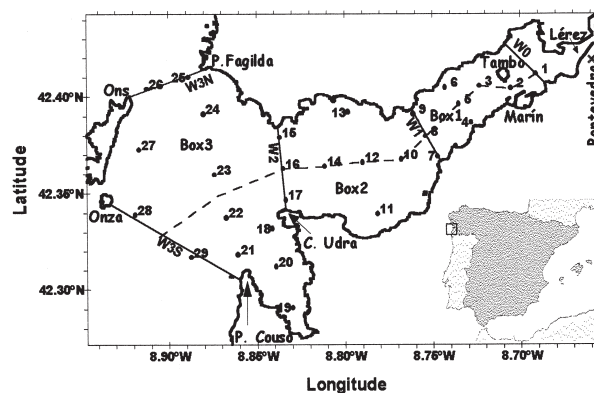 Lérez
W0
P. Fagilda
Tambo
1
26
25
W3N
6
3
2
Ons
42.40°N
5
9
Box1
Marín
Pontevedra
24
13
4
W1
8
15
Box3
27
W2
7
10
12
14
16
23
42.35°N
Box2
17
Onza
28
22
11
18
C. Udra
W3S
29
21
20
42.30°N
19
P. Couso
Latitude
8.90°W
8.86°W
8.80°W
8.76°W
8.70°W
Longitude